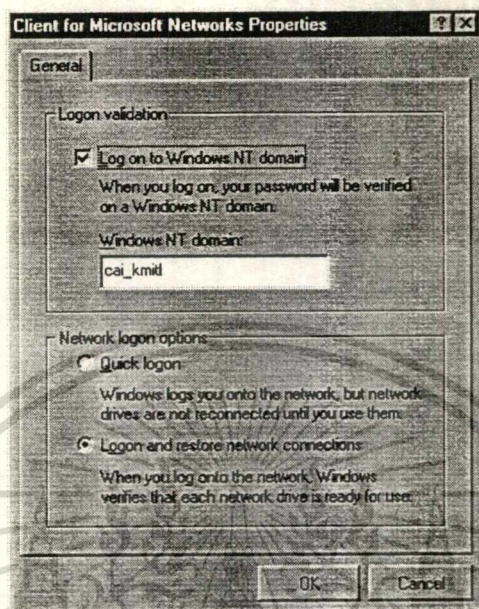 Client for Microsoft Networks Properties
General
Logon validation
Log on to Windows NT domain
When you log on, your password will be verified
on a Windows NT domain.
Windows NT domain:
cai_kmitl
Network logon options
Quick logon
Windows logs you onto the network, but network
drives are not reconnected until you use them.
Logon and restore network connections
When you log onto the network, Windows
verifies that each network drive is ready for use.
OK
Cancel